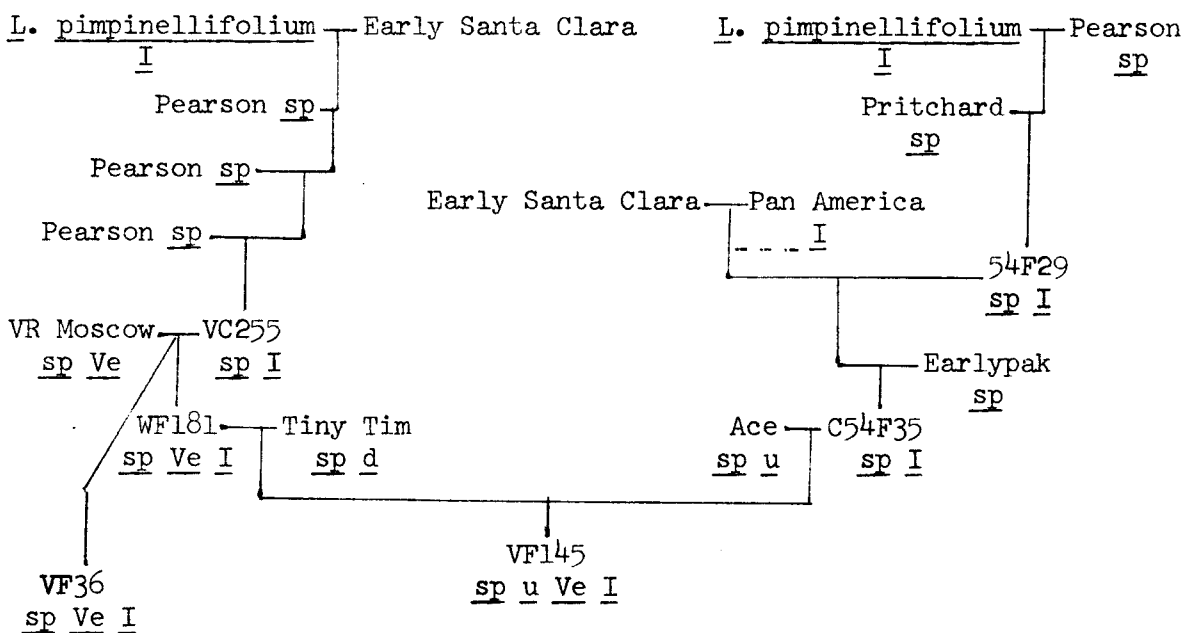 L. pimpinellifolium Early Santa Clara L. pimpinellifolium Pearson
I I sp
Pearson sp Pritchard
sp
Pearson sp
Early Santa Clara Pan America
Pearson sp I
54F29
sp I
VR Moscow VC255
sp Ve sp I Earlypak
sp
WF181 Tiny Tim Ace C54F35
sp Ve I sp d sp u sp I
VF145
VF36 sp u Ve I
sp Ve I